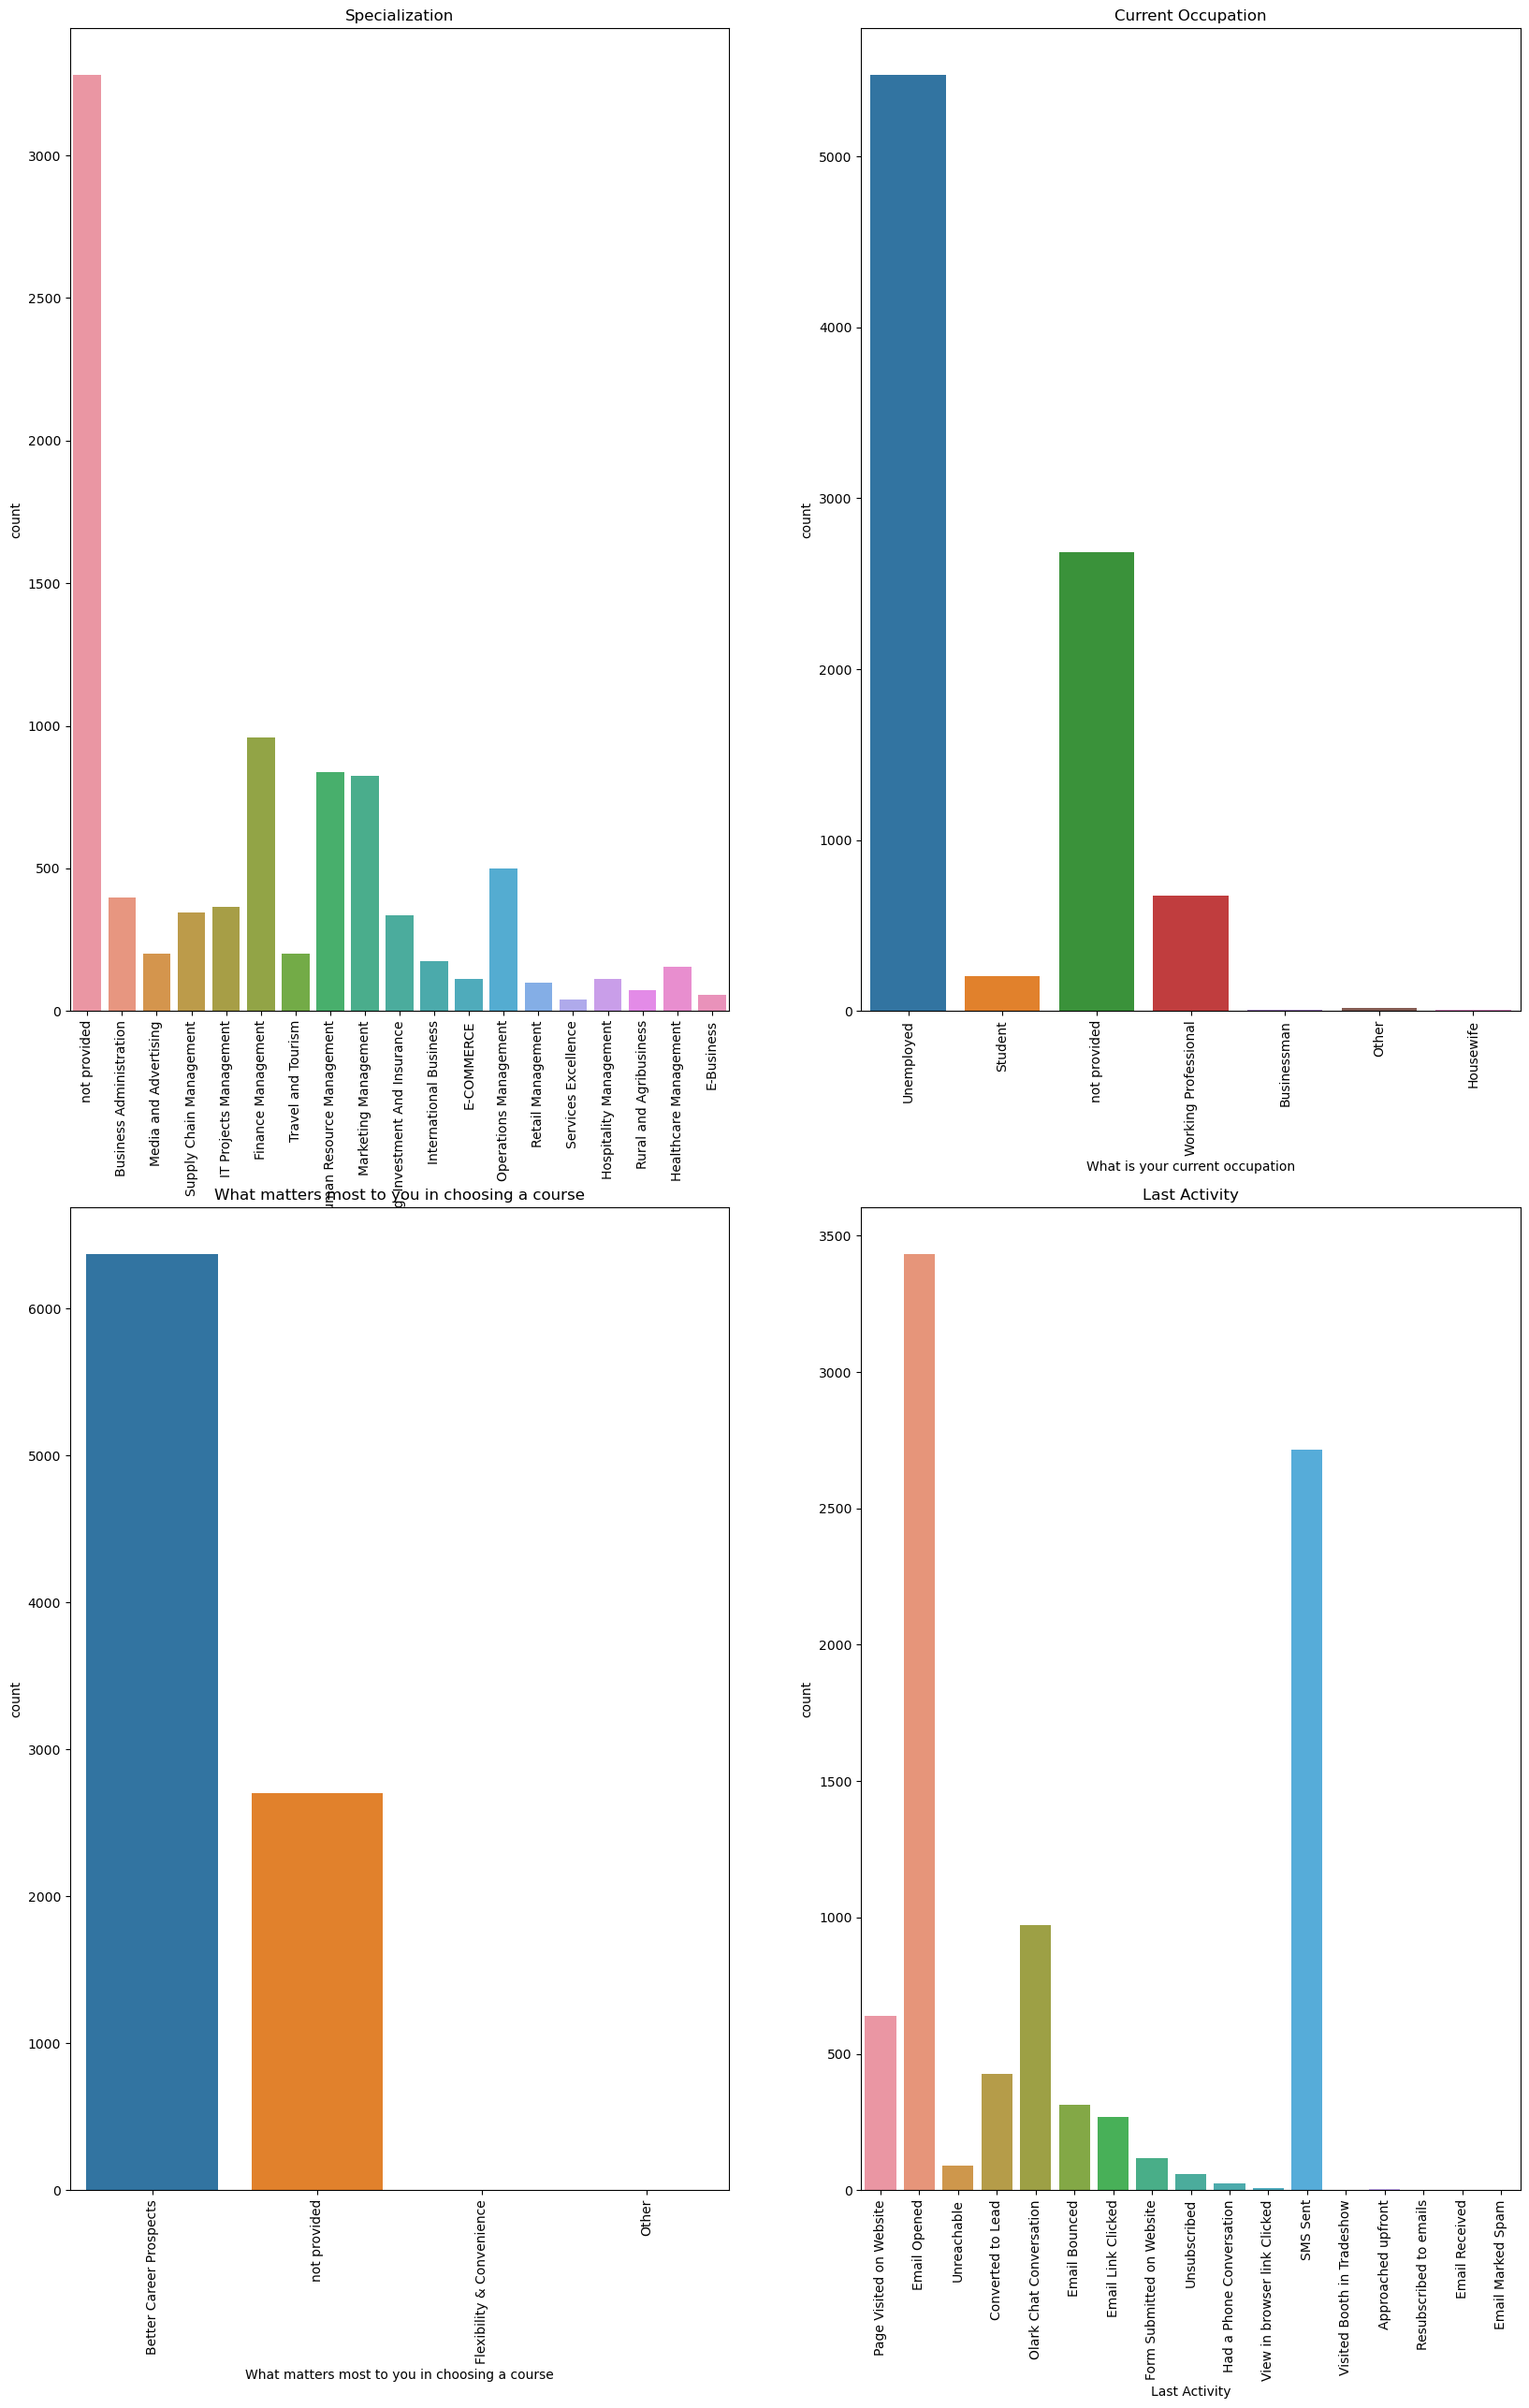 Specialization
3000
2500
2000
1500
1000
500
0
count
not provided
Business Administration
Media and Advertising
Supply Chain Management
IT Projects Management
Finance Management
Travel and Tourism
Resource Management
Marketing Management
Investment And Insurance
International Business
E-COMMERCE
Operations Management
Retail Management
Services Excellence
Hospitality Management
Rural and Agribusiness
Healthcare Management
E-Business
Current Occupation
5000
4000
3000
2000
1000
0
count
Unemployed
Student
not provided
Working Professional
Businessman
Other
Housewife
What is your current occupation
What matters most to you in choosing a course
6000
5000
4000
3000
2000
1000
0
count
Better Career Prospects
not provided
Flexibility & Convenience
Other
What matters most to you in choosing a course
Last Activity
3500
3000
2500
2000
1500
1000
500
0
count
Page Visited on Website
Email Opened
Unreachable
Converted to Lead
Olark Chat Conversation
Email Bounced
Email Link Clicked
Form Submitted on Website
Unsubscribed
Had a Phone Conversation
View in browser link Clicked
SMS Sent
Visited Booth in Tradeshow
Approached upfront
Resubscribed to emails
Email Received
Email Marked Spam
Last Activity